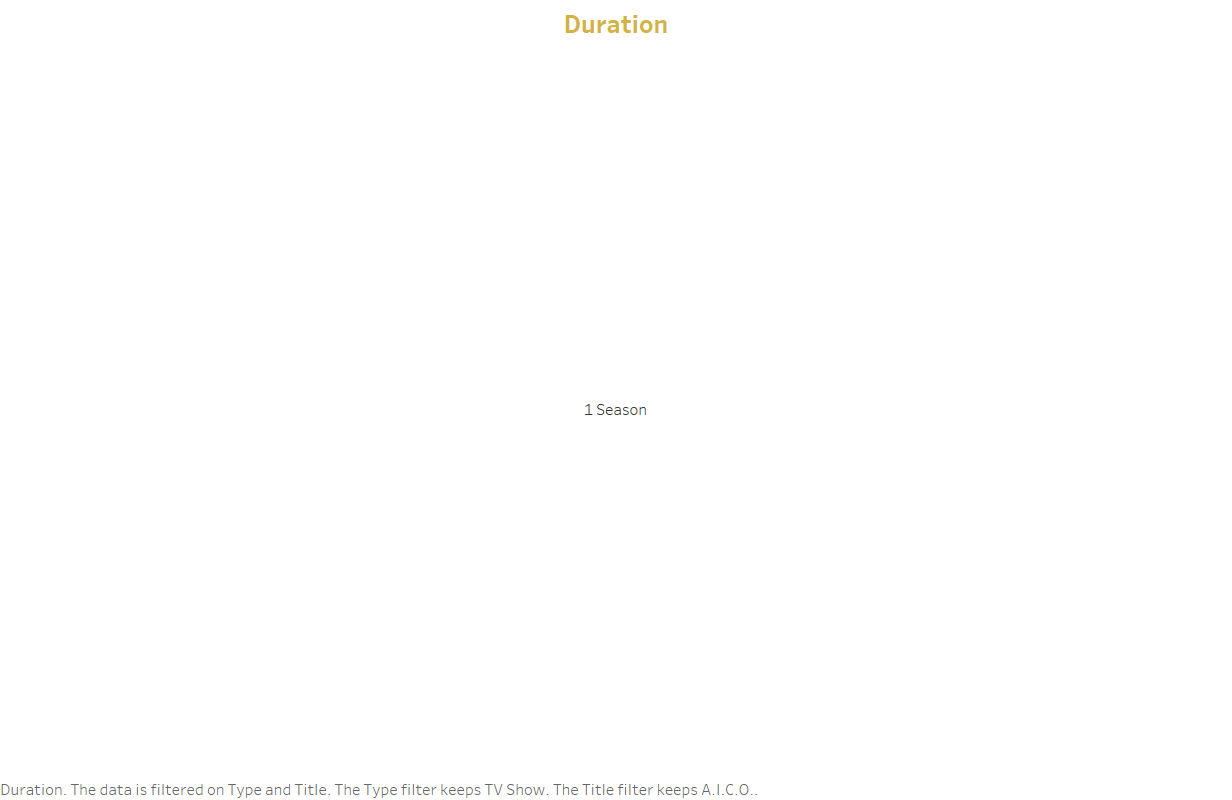 Duration
1 Season
Duration. The data is filtered on Type and Title. The Type filter keeps TV Show. The Title filter keeps A.I.C.O..